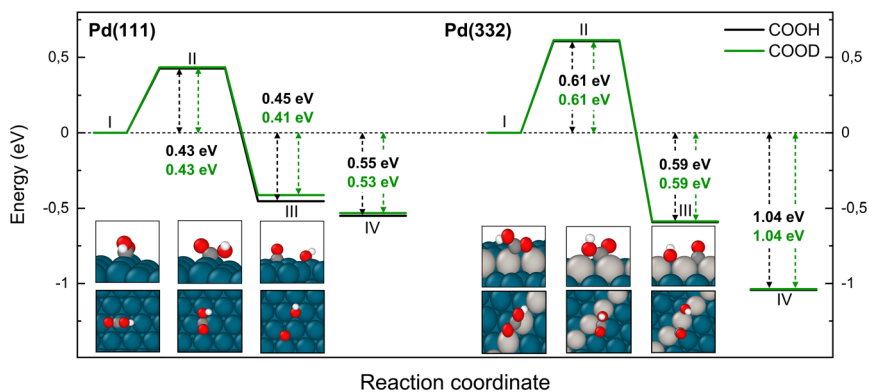 Pd(111)
Pd(332)
COOH
COOD
Energy (eV)
0,5
0
-0,5
-1
I
II
III
IV
0.43 eV
0.43 eV
0.45 eV
0.41 eV
0.55 eV
0.53 eV
I
II
III
IV
0.61 eV
0.61 eV
0.59 eV
0.59 eV
1.04 eV
1.04 eV
0,5
0
-0,5
-1
Reaction coordinate